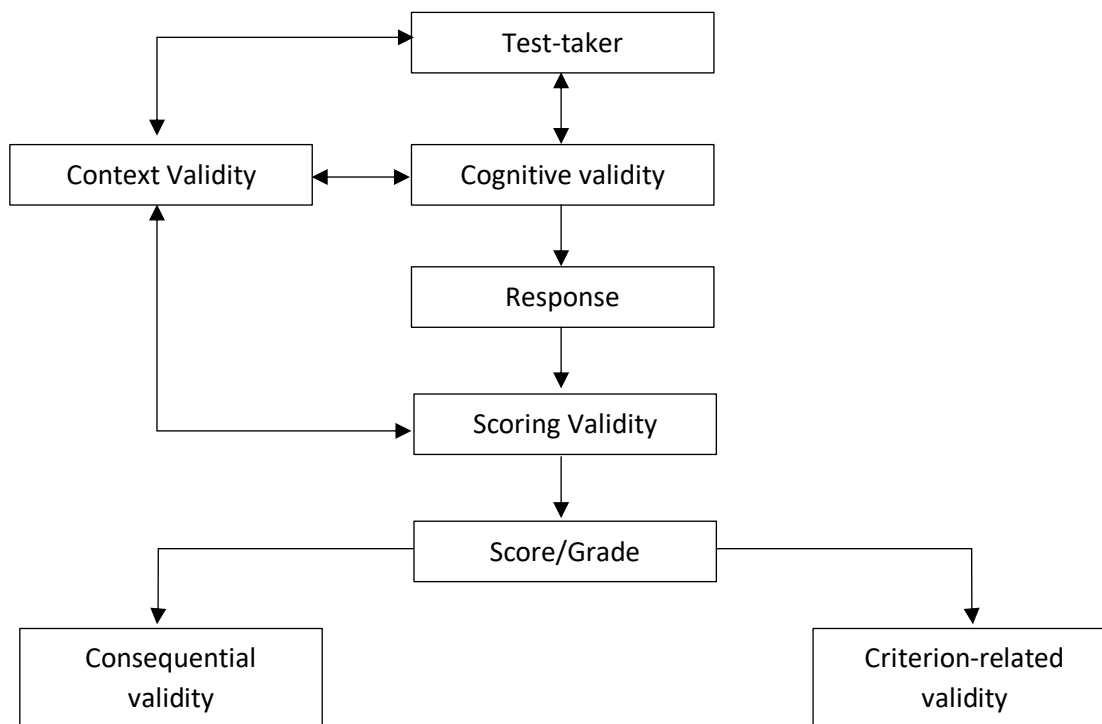 Test-taker
Context Validity
Cognitive validity
Response
Scoring Validity
Score/Grade
Consequential
validity
Criterion-related
validity